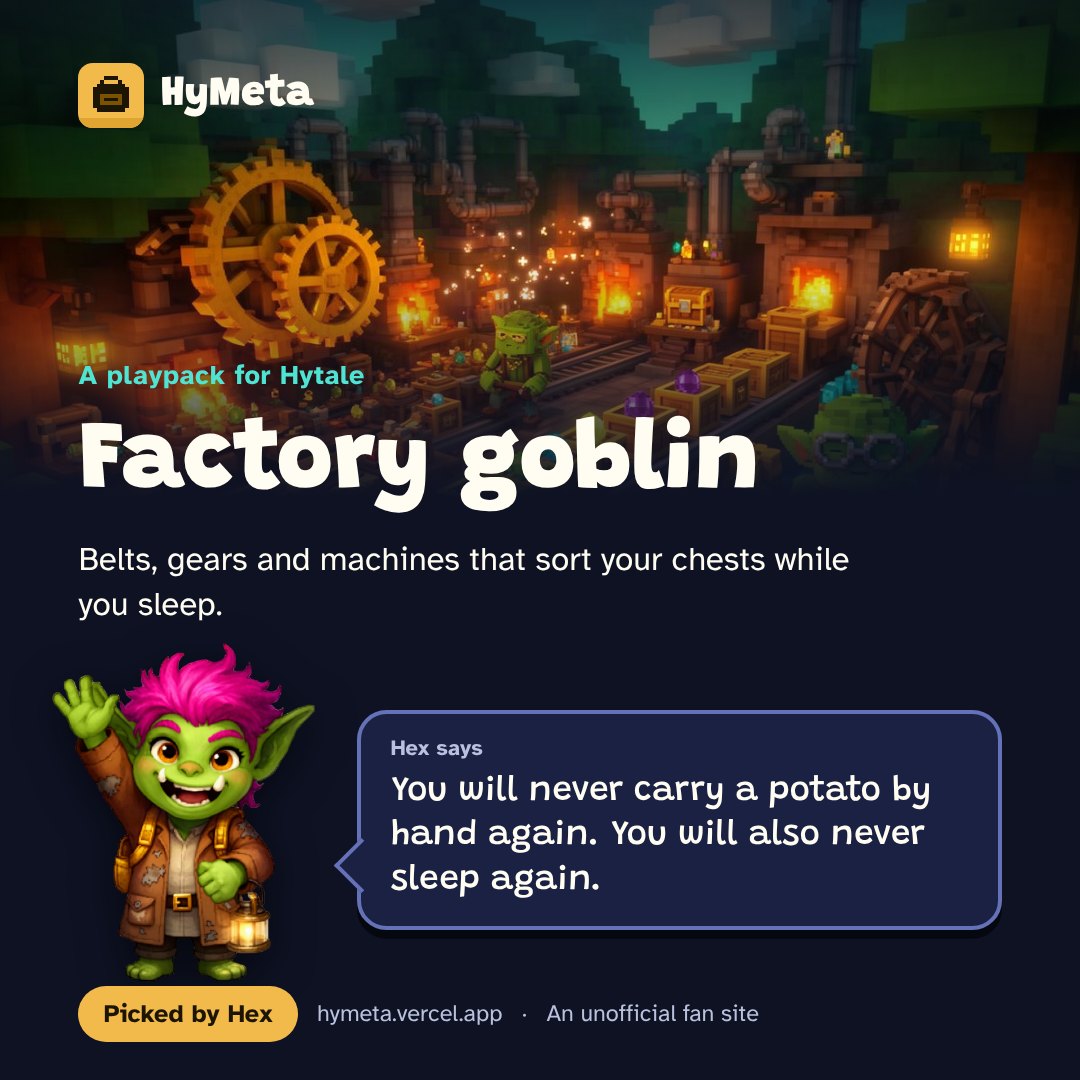 HyMeta
A playpack for Hytale
Factory goblin
Belts, gears and machines that sort your chests while
you sleep.
Hex says
You will never carry a potato by
hand again. You will also never
sleep again.
Picked by Hex
hymeta.vercel.app · An unofficial fan site